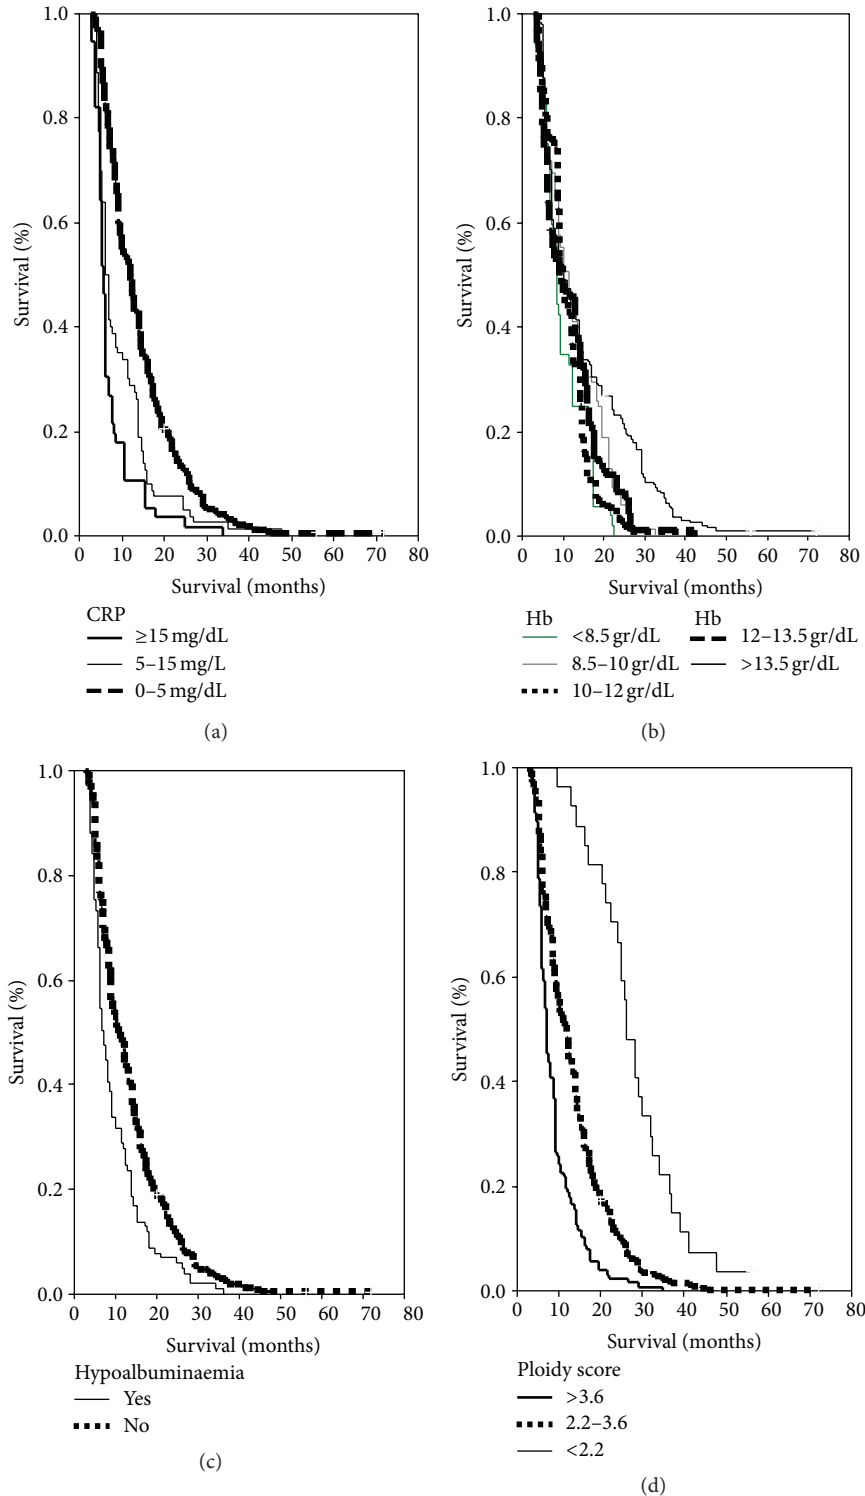 1.0
0.8
0.6
0.4
0.2
0.0
Survival (%)
0 10 20 30 40 50 60 70 80
Survival (months)
CRP
≥15 mg/dL
5–15 mg/L
0–5 mg/dL
(a)
1.0
0.8
0.6
0.4
0.2
0.0
Survival (%)
0 10 20 30 40 50 60 70 80
Survival (months)
Hb Hb
<8.5 gr/dL 12–13.5 gr/dL
8.5–10 gr/dL >13.5 gr/dL
10–12 gr/dL
(b)
1.0
0.8
0.6
0.4
0.2
0.0
Survival (%)
0 10 20 30 40 50 60 70 80
Survival (months)
Hypoalbuminaemia
Yes
No
(c)
1.0
0.8
0.6
0.4
0.2
0.0
Survival (%)
0 10 20 30 40 50 60 70 80
Survival (months)
Ploidy score
>3.6
2.2–3.6
<2.2
(d)